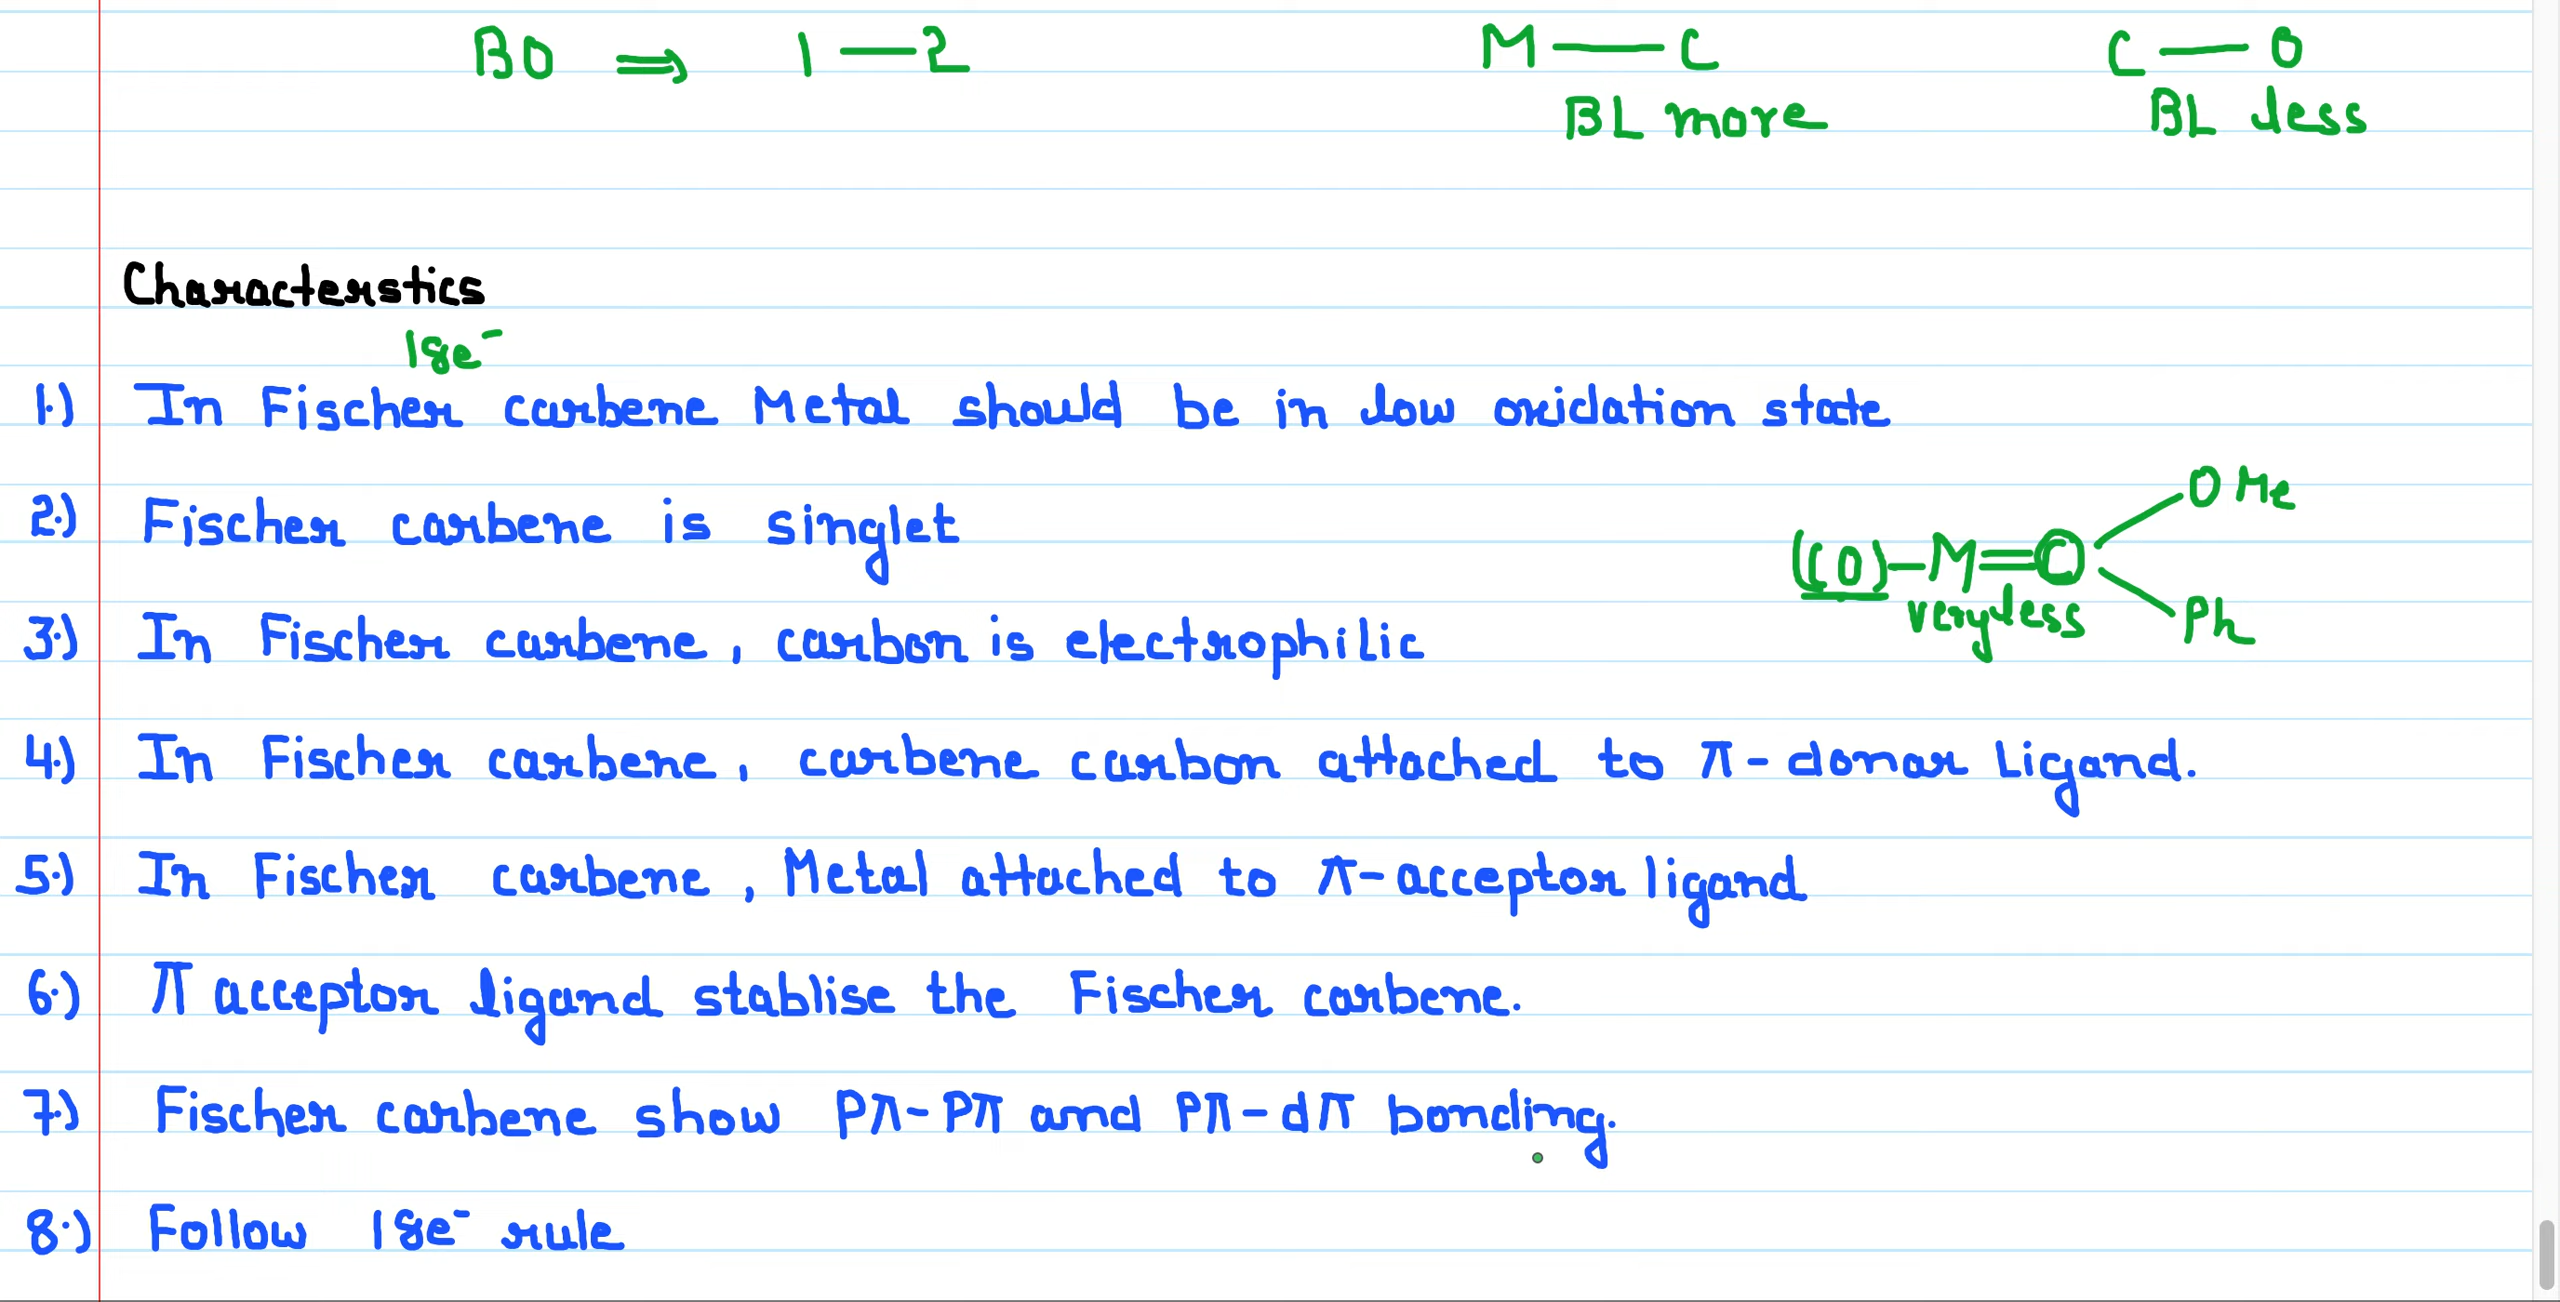 BO ⇒ 1—2 M—C C—O
BL more BL less
Characterstics
18e⁻
1.) In Fischer carbene Metal should be in low oxidation state
OMe
2.) Fischer carbene is singlet
(CO)—M=C
very less
Ph
3.) In Fischer carbene, carbon is electrophilic
4.) In Fischer carbene, carbene carbon attached to π-donar Ligand.
5.) In Fischer carbene, Metal attached to π-acceptor ligand
6.) π acceptor ligand stablise the Fischer carbene.
7.) Fischer carbene show Pπ-Pπ and Pπ-dπ bonding.
8.) Follow 18e⁻ rule